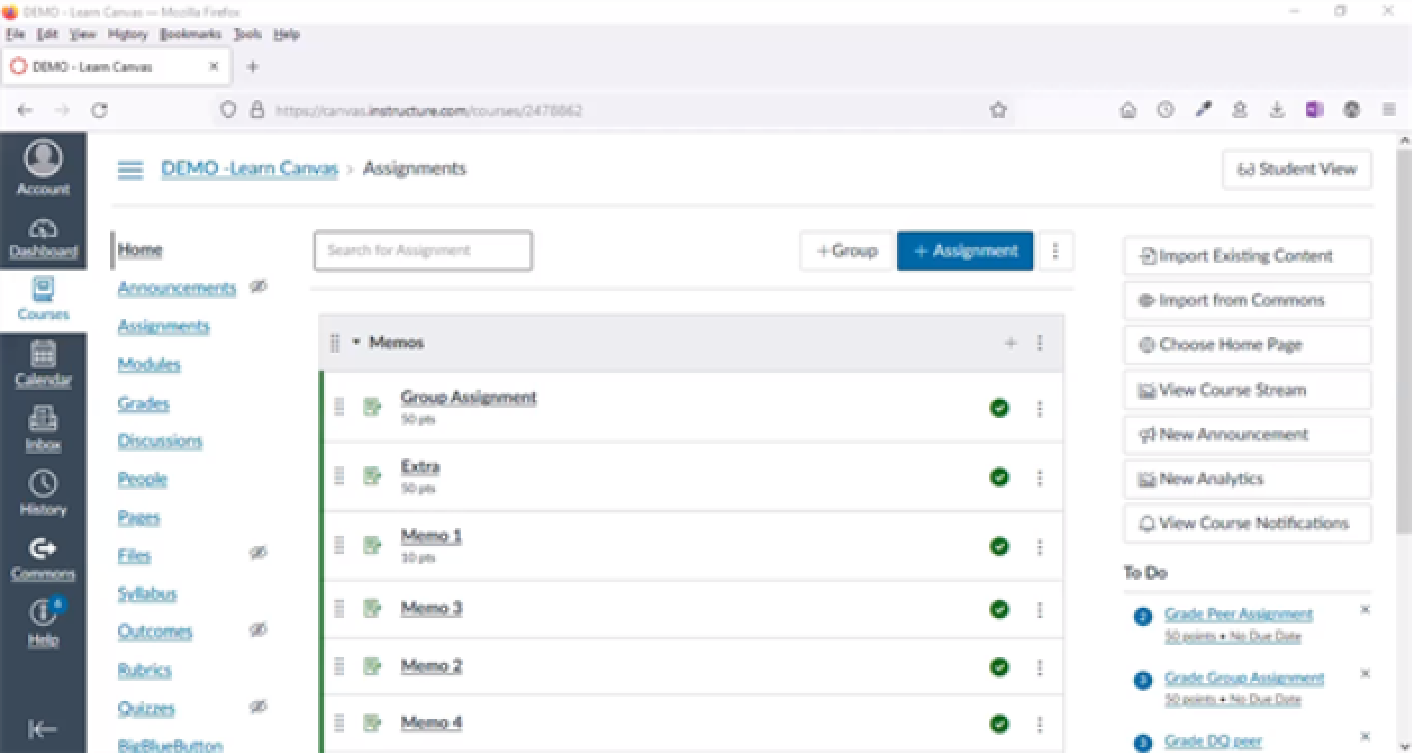 DEMO - Learn Canvas — Mozilla Firefox
File Edit View History Bookmarks Tools Help
DEMO - Learn Canvas
https://canvas.instructure.com/courses/2478862
Account
Dashboard
Courses
Calendar
Inbox
History
Commons
6
Help
DEMO -Learn Canvas > Assignments
Student View
Home
Announcements
Assignments
Modules
Grades
Discussions
People
Pages
Files
Syllabus
Outcomes
Rubrics
Quizzes
BigBlueButton
Search for Assignment
+Group
+ Assignment
Memos
Group Assignment
50 pts
Extra
50 pts
Memo 1
10 pts
Memo 3
Memo 2
Memo 4
Import Existing Content
Import from Commons
Choose Home Page
View Course Stream
New Announcement
New Analytics
View Course Notifications
To Do
2 Grade Peer Assignment
50 points • No Due Date
3 Grade Group Assignment
50 points • No Due Date
3 Grade DQ peer